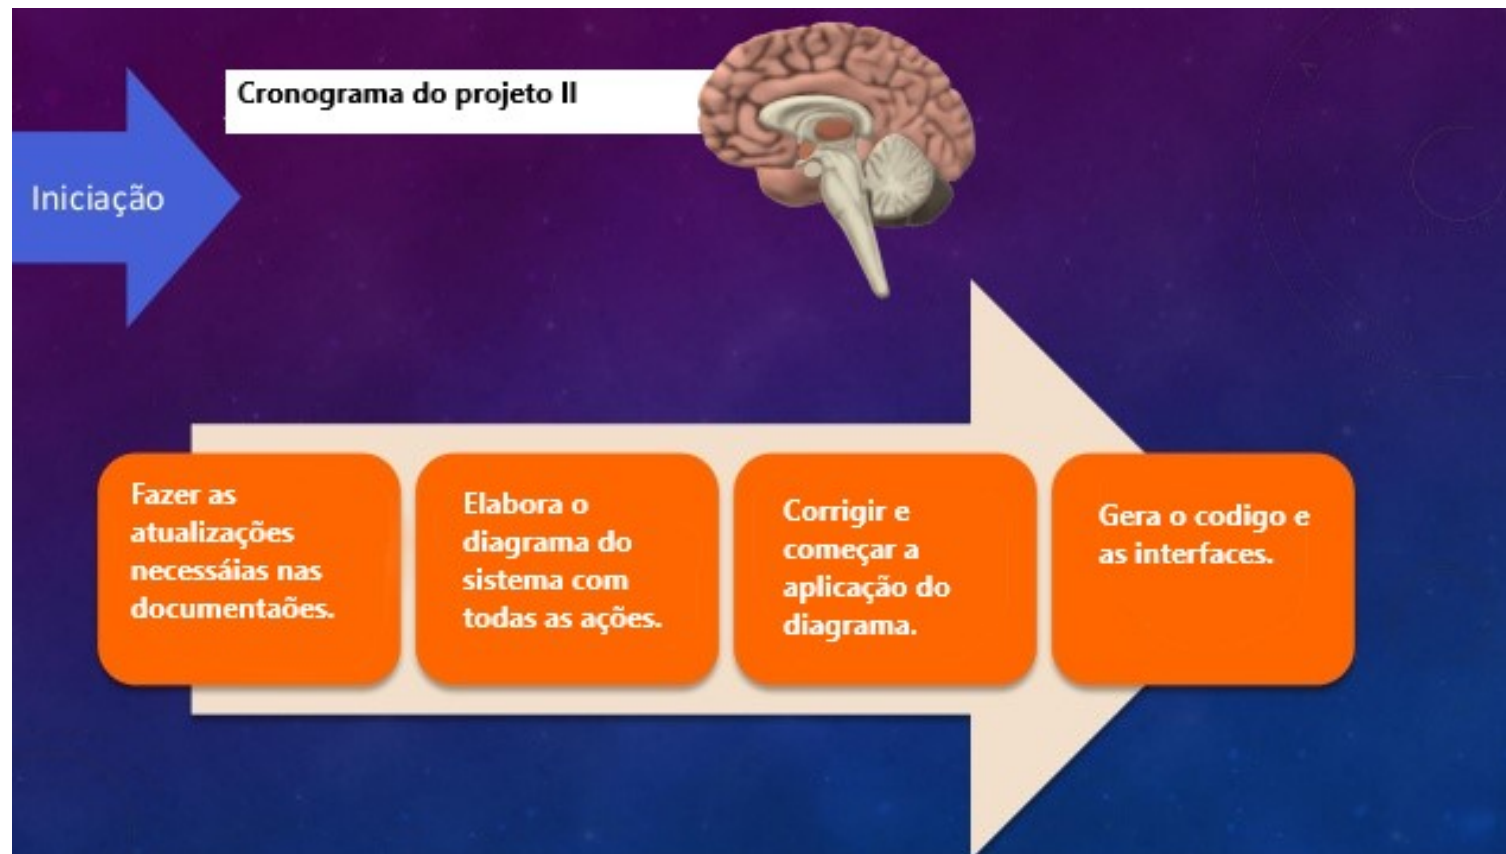 Cronograma do projeto II
Iniciação
Fazer as
atualizações
necessáias nas
documentaões.
Elabora o
diagrama do
sistema com
todas as ações.
Corrigir e
começar a
aplicação do
diagrama.
Gera o codigo e
as interfaces.